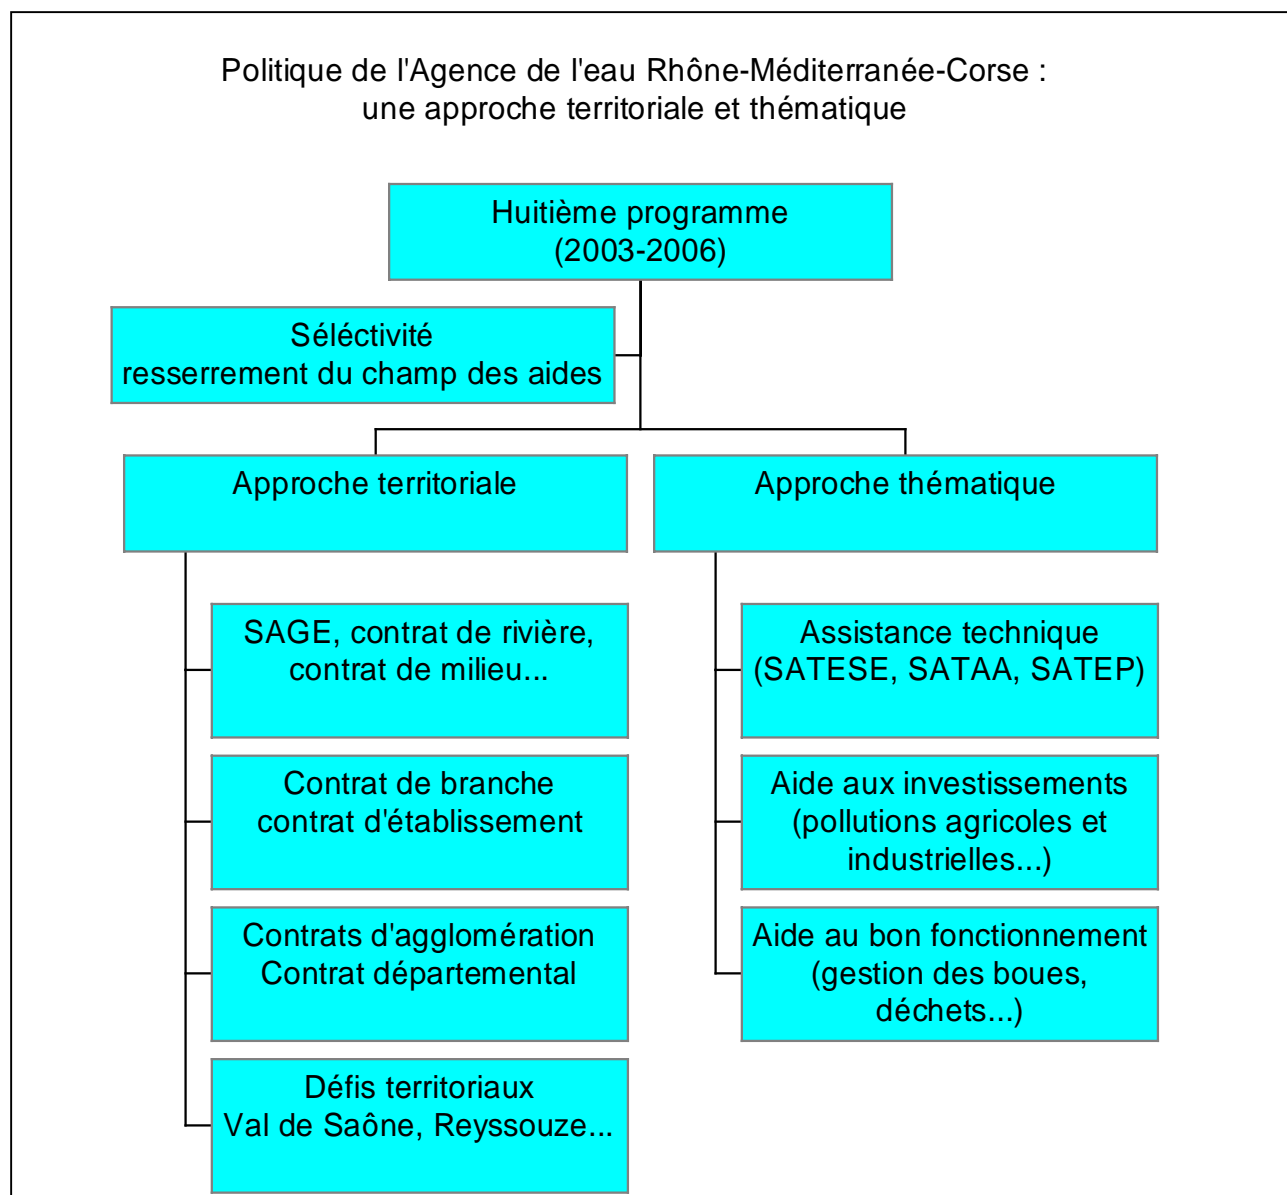 Politique de l'Agence de l'eau Rhône-Méditerranée-Corse :
une approche territoriale et thématique
Huitième programme
(2003-2006)
Séléctivité
resserrement du champ des aides
Approche territoriale
SAGE, contrat de rivière,
contrat de milieu...
Contrat de branche
contrat d'établissement
Contrats d'agglomération
Contrat départemental
Défis territoriaux
Val de Saône, Reyssouze...
Approche thématique
Assistance technique
(SATESE, SATAA, SATEP)
Aide aux investissements
(pollutions agricoles et
industrielles...)
Aide au bon fonctionnement
(gestion des boues,
déchets...)